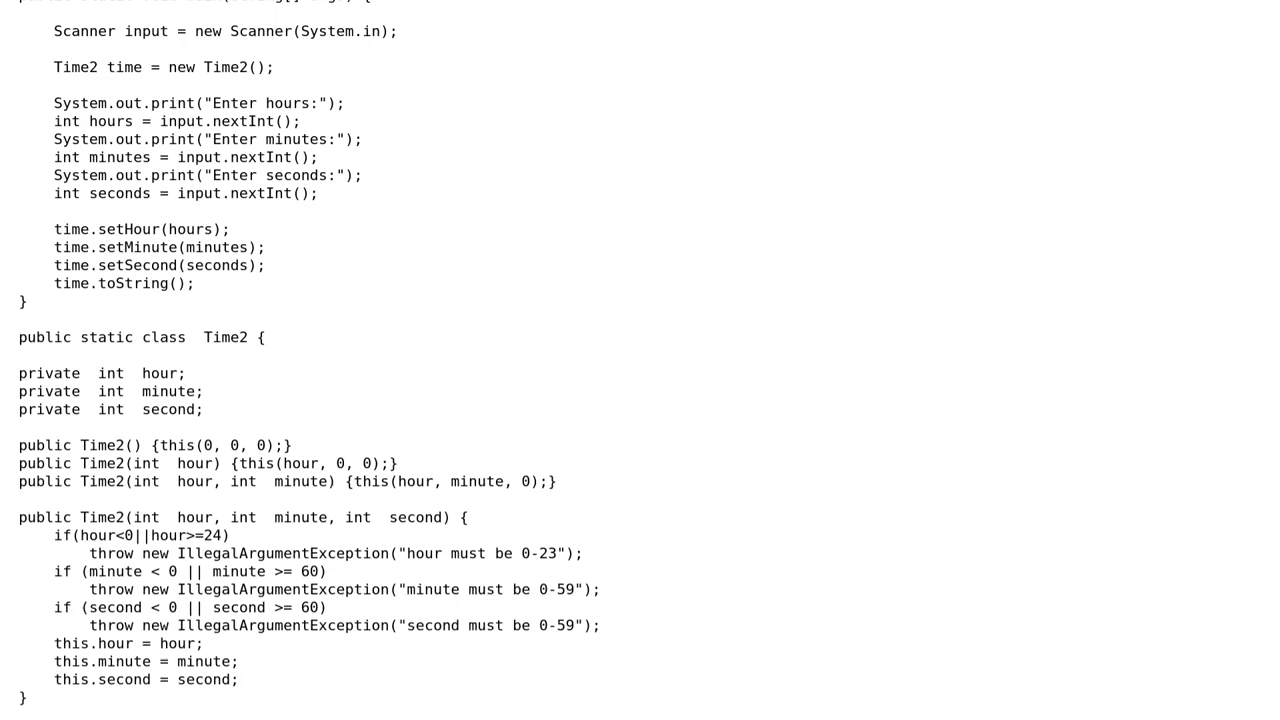 Scanner input = new Scanner(System.in);
Time2 time = new Time2();
System.out.print("Enter hours:");
int hours = input.nextInt();
System.out.print("Enter minutes:");
int minutes = input.nextInt();
System.out.print("Enter seconds:");
int seconds = input.nextInt();
time.setHour(hours);
time.setMinute(minutes);
time.setSecond(seconds);
time.toString();
}
public static class  Time2 {
private  int  hour;
private  int  minute;
private  int  second;
public Time2() {this(0, 0, 0);}
public Time2(int  hour) {this(hour, 0, 0);}
public Time2(int  hour, int  minute) {this(hour, minute, 0);}
public Time2(int  hour, int  minute, int  second) {
if(hour<0||hour>=24)
throw new IllegalArgumentException("hour must be 0-23");
if (minute < 0 || minute >= 60)
throw new IllegalArgumentException("minute must be 0-59");
if (second < 0 || second >= 60)
throw new IllegalArgumentException("second must be 0-59");
this.hour = hour;
this.minute = minute;
this.second = second;
}